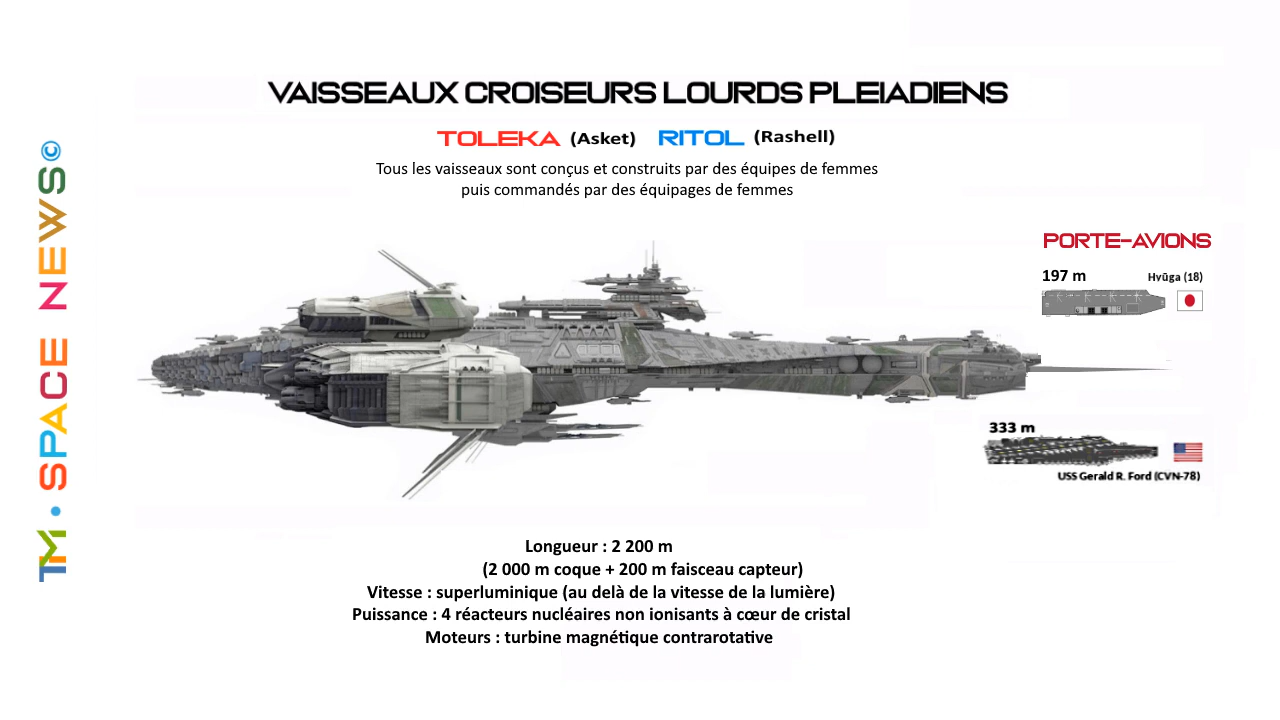 VAISSEAUX CROISEURS LOURDS PLEIADIENS
TOLEKA (Asket) RITOL (Rashell)
Tous les vaisseaux sont conçus et construits par des équipes de femmes
puis commandés par des équipages de femmes
TM • SPACE NEWS©
PORTE-AVIONS
197 m Hyūga (18)
333 m
USS Gerald R. Ford (CVN-78)
Longueur : 2 200 m
(2 000 m coque + 200 m faisceau capteur)
Vitesse : superluminique (au delà de la vitesse de la lumière)
Puissance : 4 réacteurs nucléaires non ionisants à cœur de cristal
Moteurs : turbine magnétique contrarotative